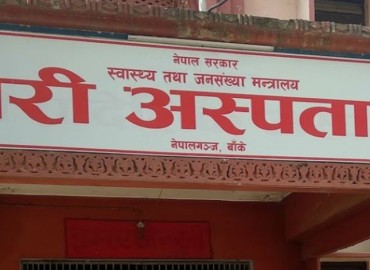 नेपाल सरकार
स्वास्थ्य तथा जनसंख्या मन्त्रालय
री अस्पता
नेपालगञ्ज, बाँके